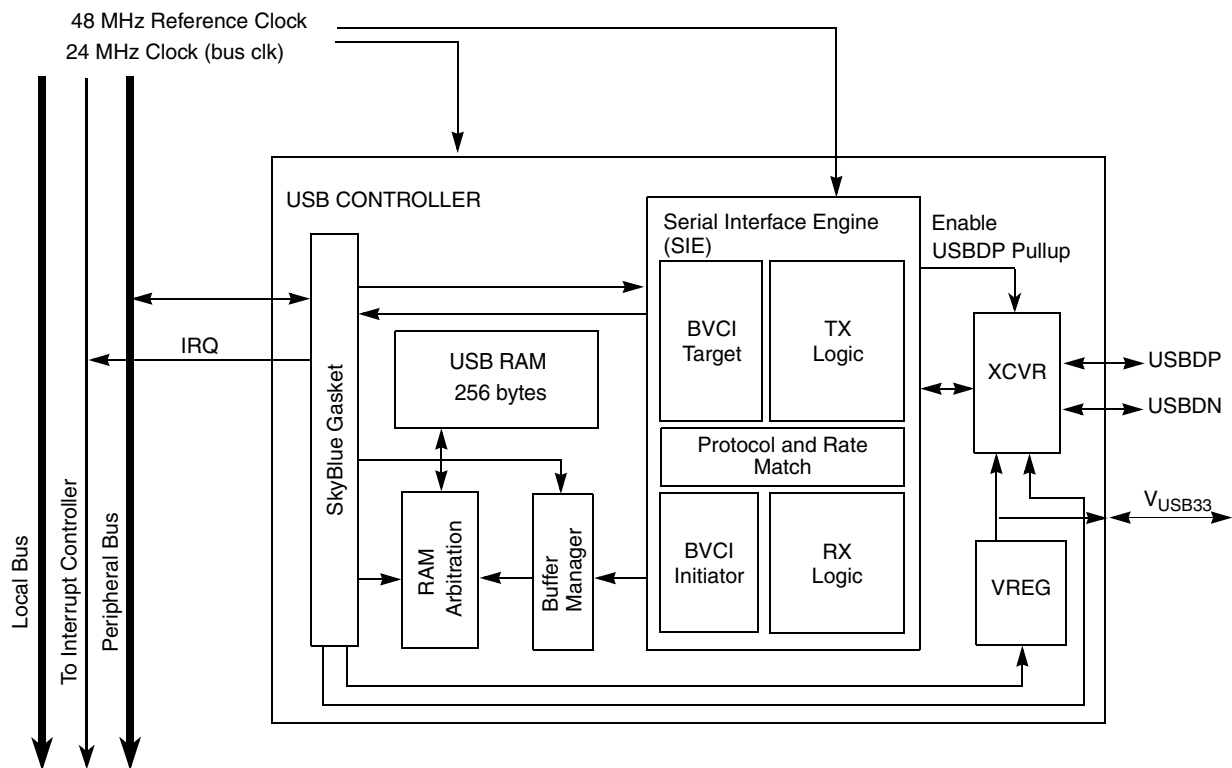 48 MHz Reference Clock
24 MHz Clock (bus clk)
USB CONTROLLER
Serial Interface Engine
(SIE)
Enable
USBDP Pullup
BVCI
Target
TX
Logic
XCVR
USBDP
USBDN
IRQ
USB RAM
256 bytes
SkyBlue Gasket
Protocol and Rate
Match
RAM
Arbitration
Buffer
Manager
BVCI
Initiator
RX
Logic
VREG
VUSB33
Local Bus
To Interrupt Controller
Peripheral Bus